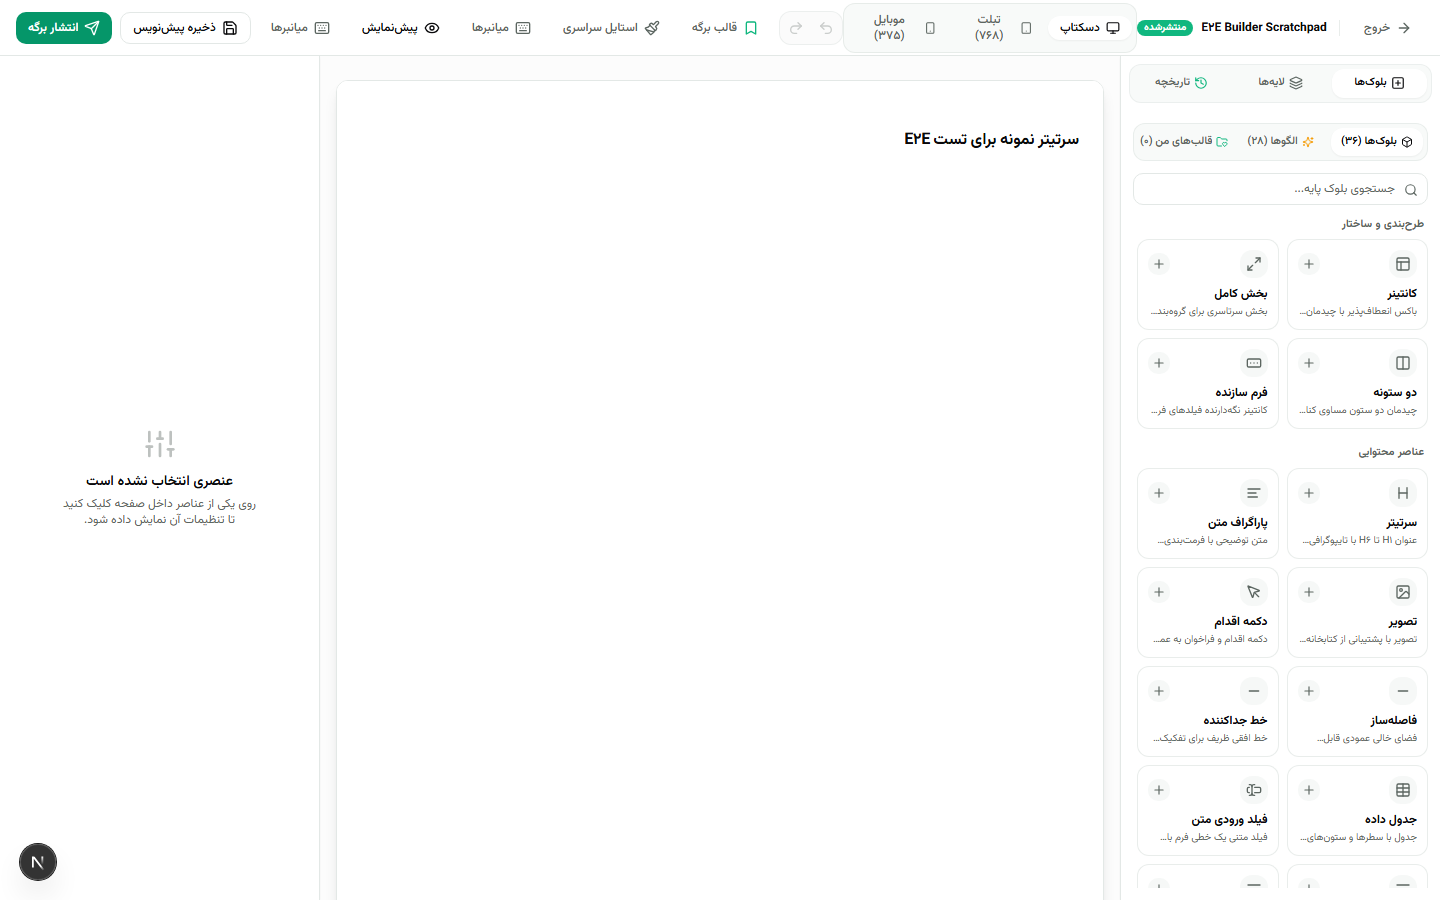 خروج
E۲E Builder Scratchpad
منتشرشده
دسکتاپ
تبلت (۷۶۸)
موبایل (۳۷۵)
قالب برگه
استایل سراسری
میانبرها
پیش‌نمایش
میانبرها
ذخیره پیش‌نویس
انتشار برگه
بلوک‌ها
لایه‌ها
تاریخچه
بلوک‌ها (۳۶)
الگوها (۲۸)
قالب‌های من (۰)
جستجوی بلوک پایه...
طرح‌بندی و ساختار
کانتینر
باکس انعطاف‌پذیر با چیدمان...
بخش کامل
بخش سرتاسری برای گروه‌بند...
دو ستونه
چیدمان دو ستون مساوی کنا...
فرم سازنده
کانتینر نگه‌دارنده فیلدهای فر...
عناصر محتوایی
سرتیتر
عنوان H۱ تا H۶ با تایپوگرافی...
پاراگراف متن
متن توضیحی با فرمت‌بندی...
تصویر
تصویر با پشتیبانی از کتابخانه...
دکمه اقدام
دکمه اقدام و فراخوان به عمـ...
فاصله‌ساز
فضای خالی عمودی قابل...
خط جداکننده
خط افقی ظریف برای تفکیک...
جدول داده
جدول با سطرها و ستون‌های...
فیلد ورودی متن
فیلد متنی یک خطی فرم با...
سرتیتر نمونه برای تست E۲E
عنصری انتخاب نشده است
روی یکی از عناصر داخل صفحه کلیک کنید
تا تنظیمات آن نمایش داده شود.
N